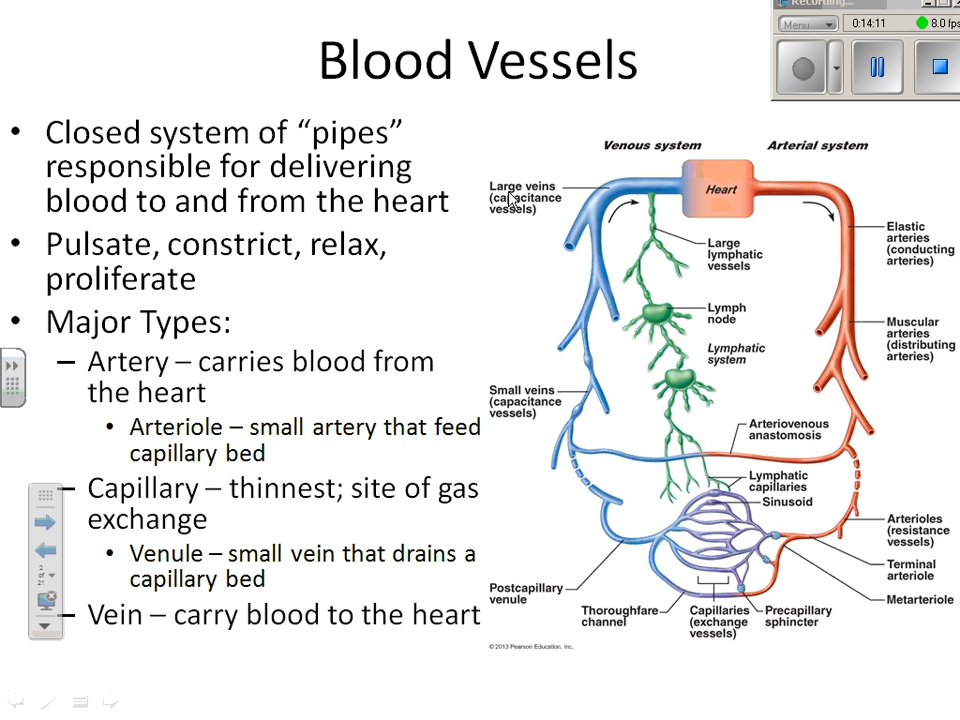 Recording...
Menu
0:14:11
8.0 fps
Blood Vessels
• Closed system of “pipes”
responsible for delivering
blood to and from the heart
• Pulsate, constrict, relax,
proliferate
• Major Types:
– Artery – carries blood from
the heart
• Arteriole – small artery that feed
capillary bed
– Capillary – thinnest; site of gas
exchange
• Venule – small vein that drains a
capillary bed
– Vein – carry blood to the heart
Venous system
Arterial system
Heart
Large veins
(capacitance
vessels)
Elastic
arteries
(conducting
arteries)
Large
lymphatic
vessels
Lymph
node
Lymphatic
system
Muscular
arteries
(distributing
arteries)
Small veins
(capacitance
vessels)
Arteriovenous
anastomosis
Lymphatic
capillaries
Sinusoid
Arterioles
(resistance
vessels)
Terminal
arteriole
Metarteriole
Postcapillary
venule
Thoroughfare
channel
Capillaries
(exchange
vessels)
Precapillary
sphincter
© 2013 Pearson Education, Inc.